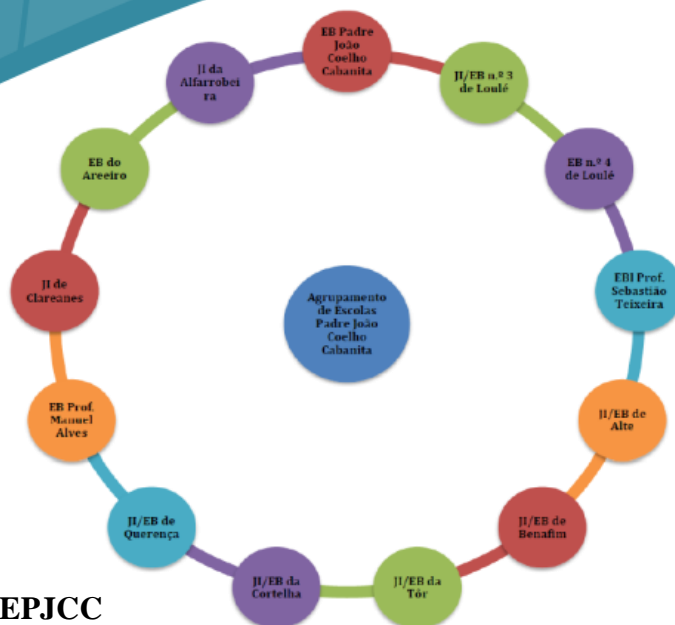 EB Padre
João
Coelho
Cabanita
JI/EB n.º 3
de Loulé
EB n.º 4
de Loulé
EBI Prof.
Sebastião
Teixeira
JI/EB de
Alte
JI/EB de
Benafim
JI/EB da
Tôr
JI/EB da
Cortelha
JI/EB de
Querença
EB Prof.
Manuel
Alves
JI de
Clareanes
EB do
Areeiro
JI da
Alfarrobei
ra
Agrupamento
de Escolas
Padre João
Coelho
Cabanita
EPJCC